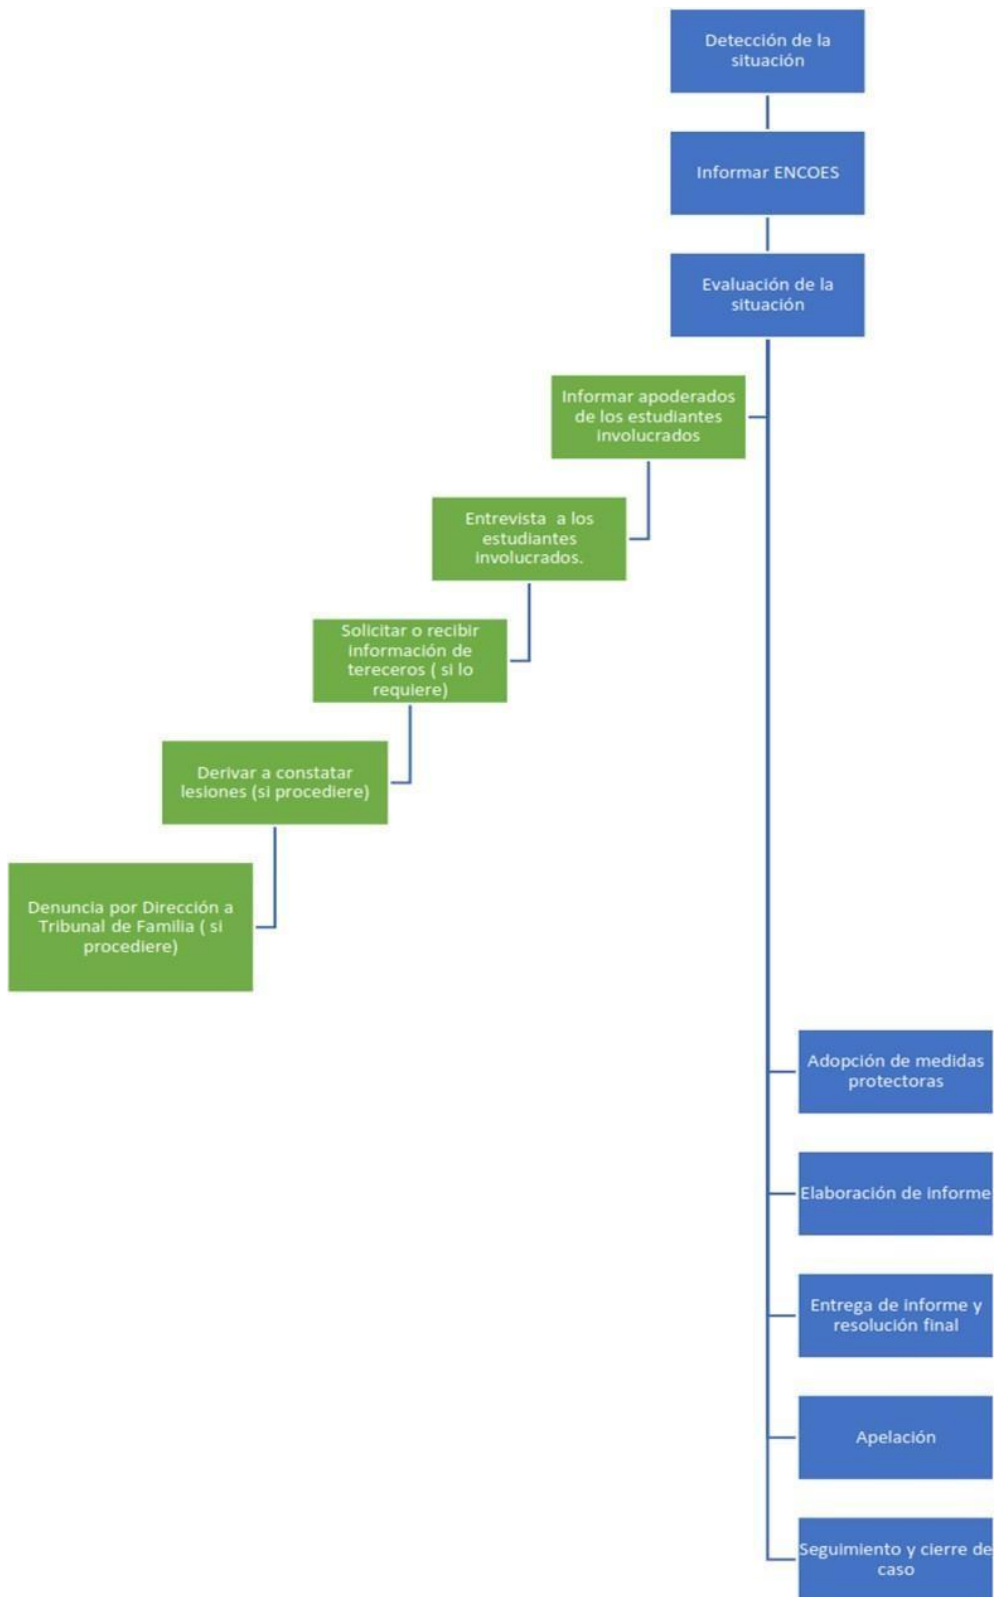 Detección de la
situación
Informar ENCOES
Evaluación de la
situación
Informar apoderados
de los estudiantes
involucrados
Entrevista a los
estudiantes
involucrados.
Solicitar o recibir
información de
tereceros ( si lo
requiere)
Derivar a constatar
lesiones (si procediere)
Denuncia por Dirección a
Tribunal de Familia ( si
procediere)
Adopción de medidas
protectoras
Elaboración de informe
Entrega de informe y
resolución final
Apelación
Seguimiento y cierre de
caso